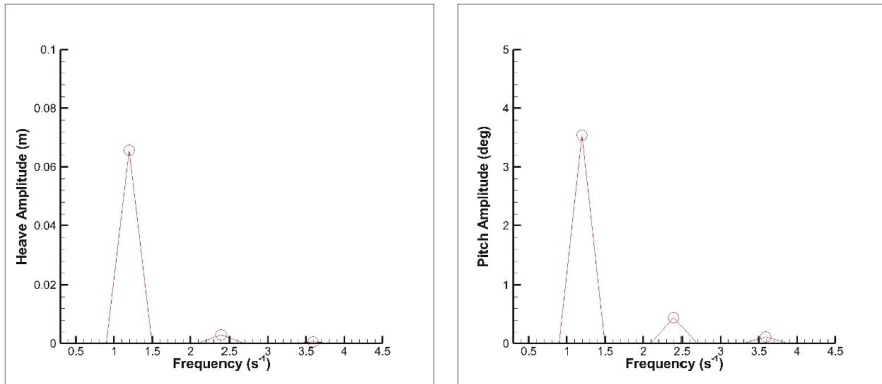 0.1
0.08
0.06
0.04
0.02
0
Heave Amplitude (m)
0.5 1 1.5 2 2.5 3 3.5 4 4.5
Frequency (s-1)
5
4
3
2
1
0
Pitch Amplitude (deg)
0.5 1 1.5 2 2.5 3 3.5 4 4.5
Frequency (s-1)